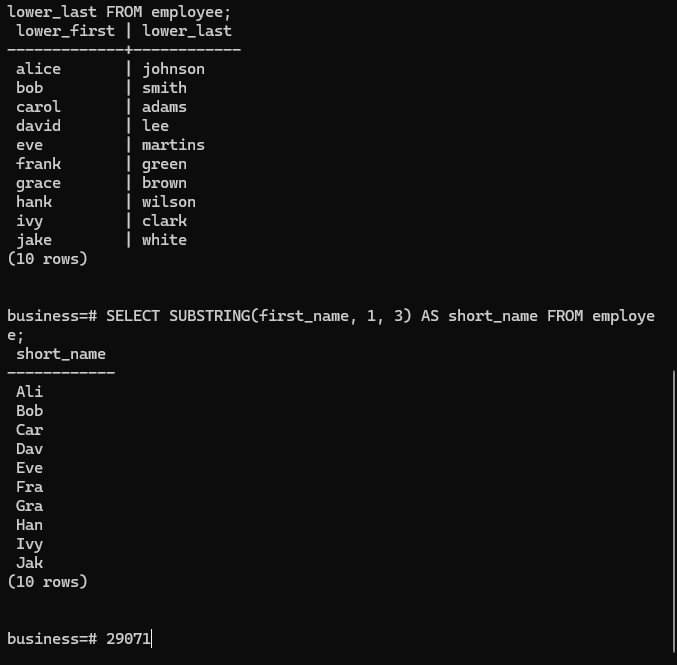 lower_last FROM employee;
 lower_first | lower_last
-------------+------------
 alice       | johnson
 bob         | smith
 carol       | adams
 david       | lee
 eve         | martins
 frank       | green
 grace       | brown
 hank        | wilson
 ivy         | clark
 jake        | white
(10 rows)
business=# SELECT SUBSTRING(first_name, 1, 3) AS short_name FROM employe
e;
 short_name
------------
 Ali
 Bob
 Car
 Dav
 Eve
 Fra
 Gra
 Han
 Ivy
 Jak
(10 rows)
business=# 29071